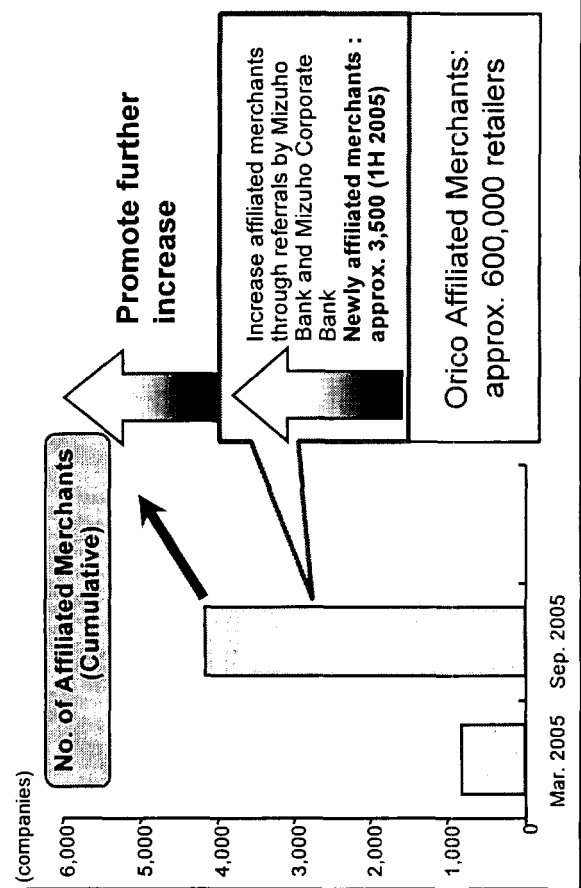 (companies)
No. of Affiliated Merchants
(Cumulative)
6,000
5,000
4,000
3,000
2,000
1,000
0
Mar. 2005
Sep. 2005
Promote further
increase
Increase affiliated merchants
through referrals by Mizuho
Bank and Mizuho Corporate
Bank
Newly affiliated merchants :
approx. 3,500 (1H 2005)
Orico Affiliated Merchants:
approx. 600,000 retailers